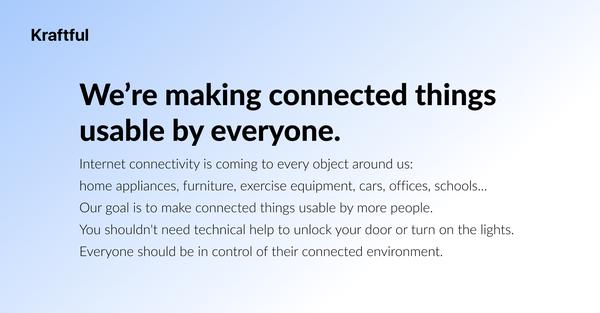 Kraftful
We’re making connected things
usable by everyone.
Internet connectivity is coming to every object around us:
home appliances, furniture, exercise equipment, cars, offices, schools...
Our goal is to make connected things usable by more people.
You shouldn't need technical help to unlock your door or turn on the lights.
Everyone should be in control of their connected environment.